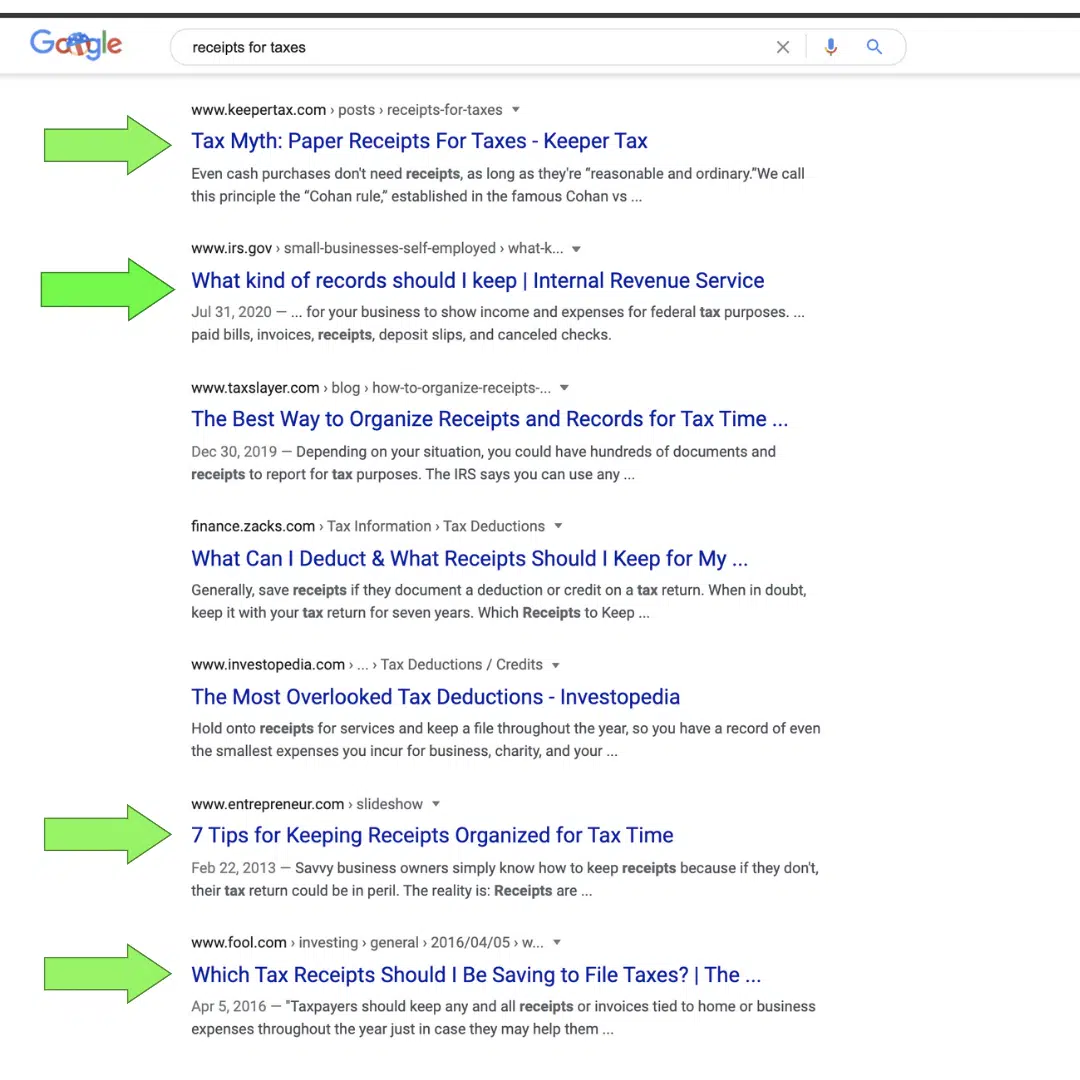 Google
receipts for taxes
www.keepertax.com › posts › receipts-for-taxes
Tax Myth: Paper Receipts For Taxes - Keeper Tax
Even cash purchases don't need receipts, as long as they're “reasonable and ordinary.”We call
this principle the “Cohan rule,” established in the famous Cohan vs ...
www.irs.gov › small-businesses-self-employed › what-k...
What kind of records should I keep | Internal Revenue Service
Jul 31, 2020 — ... for your business to show income and expenses for federal tax purposes. ...
paid bills, invoices, receipts, deposit slips, and canceled checks.
www.taxslayer.com › blog › how-to-organize-receipts-...
The Best Way to Organize Receipts and Records for Tax Time ...
Dec 30, 2019 — Depending on your situation, you could have hundreds of documents and
receipts to report for tax purposes. The IRS says you can use any ...
finance.zacks.com › Tax Information › Tax Deductions
What Can I Deduct & What Receipts Should I Keep for My ...
Generally, save receipts if they document a deduction or credit on a tax return. When in doubt,
keep it with your tax return for seven years. Which Receipts to Keep ...
www.investopedia.com › ... › Tax Deductions / Credits
The Most Overlooked Tax Deductions - Investopedia
Hold onto receipts for services and keep a file throughout the year, so you have a record of even
the smallest expenses you incur for business, charity, and your ...
www.entrepreneur.com › slideshow
7 Tips for Keeping Receipts Organized for Tax Time
Feb 22, 2013 — Savvy business owners simply know how to keep receipts because if they don't,
their tax return could be in peril. The reality is: Receipts are ...
www.fool.com › investing › general › 2016/04/05 › w...
Which Tax Receipts Should I Be Saving to File Taxes? | The ...
Apr 5, 2016 — "Taxpayers should keep any and all receipts or invoices tied to home or business
expenses throughout the year just in case they may help them ...